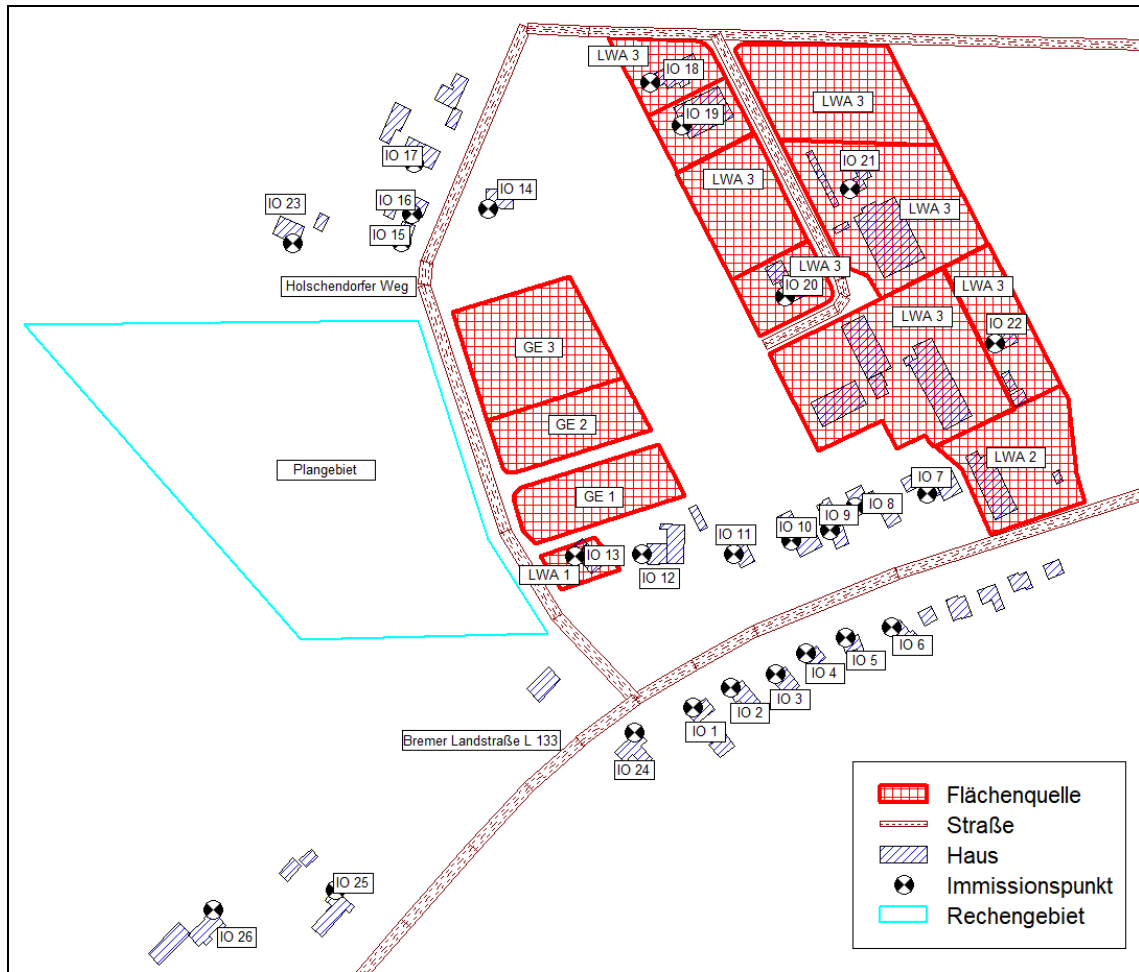 LWA 3
IO 18
LWA 3
IO 19
IO 17
IO 21
LWA 3
IO 14
IO 16
IO 23
LWA 3
IO 15
LWA 3
Holschendorfer Weg
LWA 3
IO 20
LWA 3
IO 22
GE 3
GE 2
Plangebiet
LWA 2
IO 7
GE 1
IO 8
IO 9
IO 10
IO 11
IO 13
LWA 1
IO 12
IO 6
IO 5
IO 4
IO 3
IO 2
IO 1
Bremer Landstraße L 133
IO 24
IO 25
IO 26
Flächenquelle
Straße
Haus
Immissionspunkt
Rechengebiet